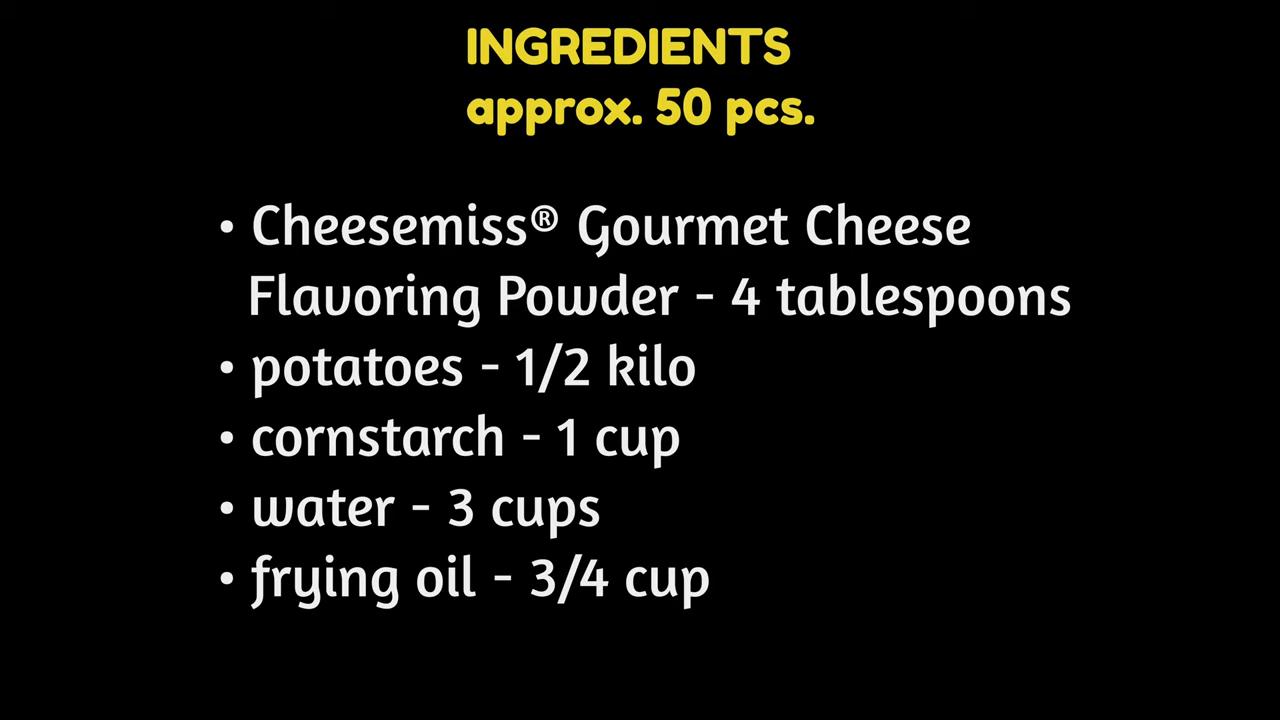 INGREDIENTS
approx. 50 pcs.
• Cheesemiss® Gourmet Cheese
Flavoring Powder - 4 tablespoons
• potatoes - 1/2 kilo
• cornstarch - 1 cup
• water - 3 cups
• frying oil - 3/4 cup